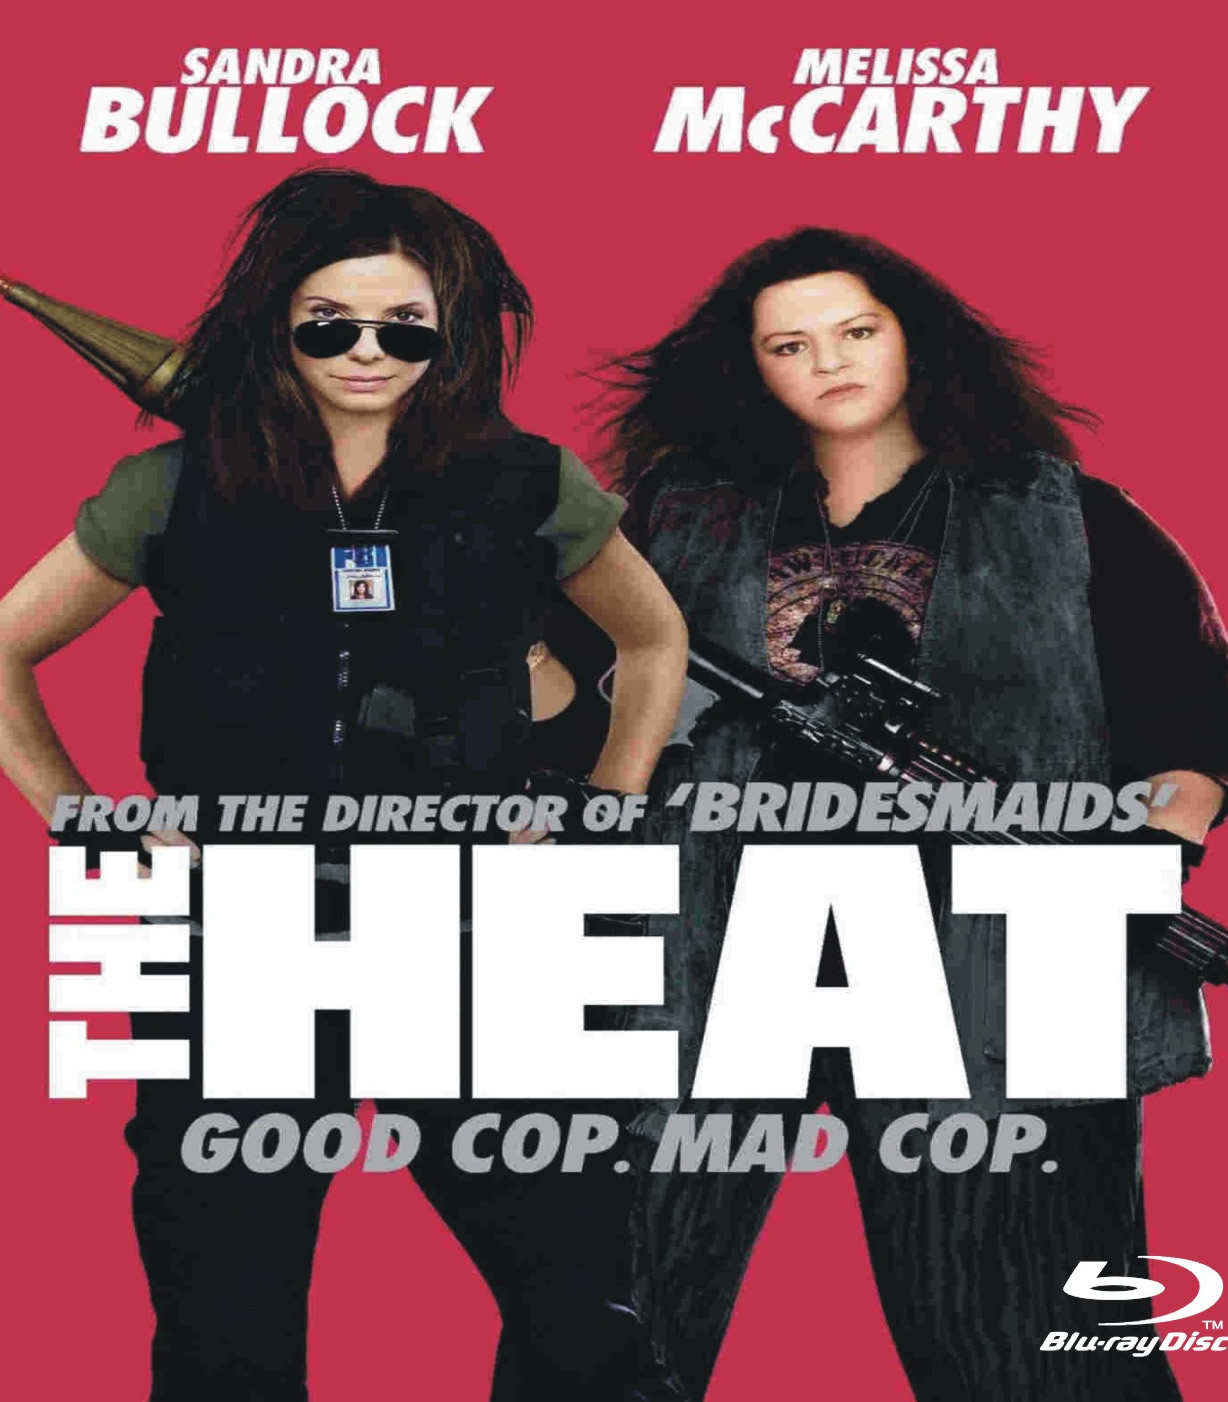 SANDRA
BULLOCK
MELISSA
McCARTHY
FROM THE DIRECTOR OF 'BRIDESMAIDS'
THE HEAT
GOOD COP. MAD COP.
Blu-ray Disc
TM